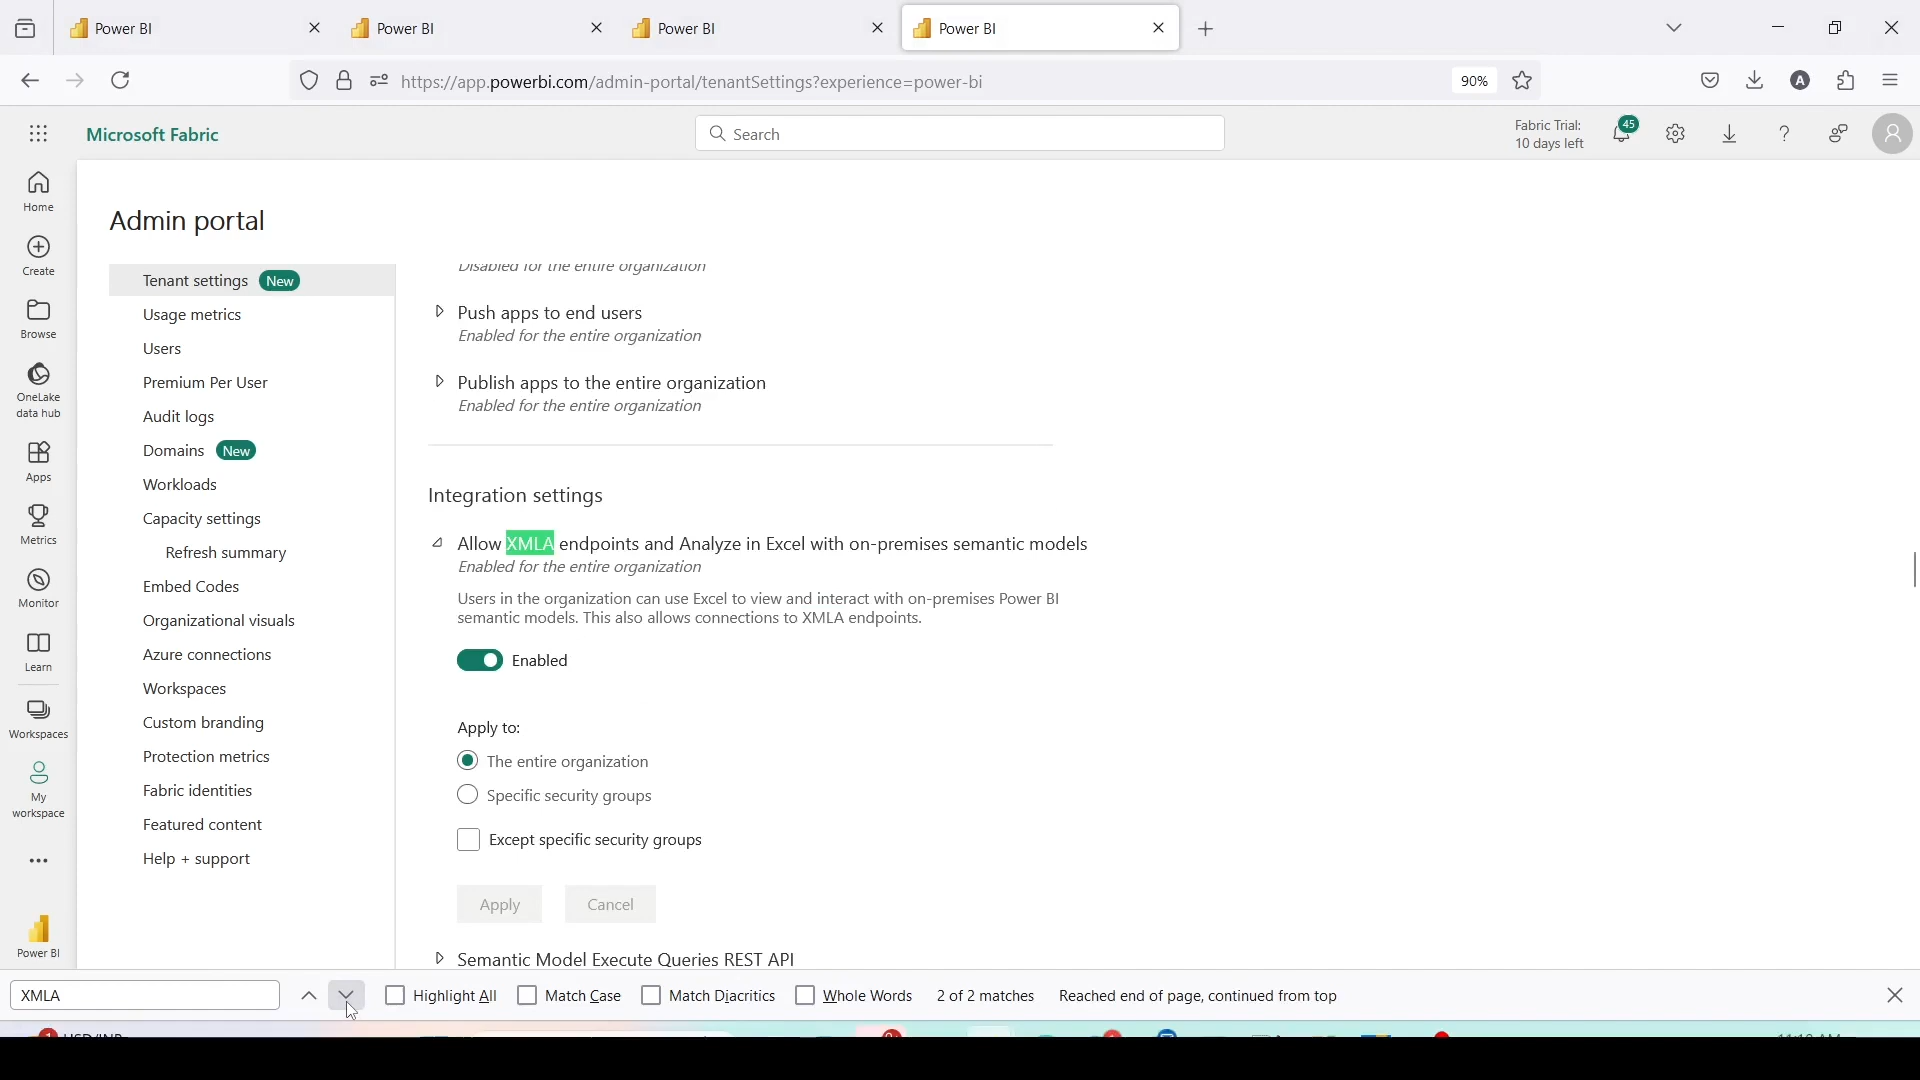 Power BI
Power BI
Power BI
Power BI
https://app.powerbi.com/admin-portal/tenantSettings?experience=power-bi
90%
A
Microsoft Fabric
Search
Fabric Trial:
10 days left
45
?
Home
Create
Browse
OneLake
data hub
Apps
Metrics
Monitor
Learn
Workspaces
My
workspace
Power BI
Admin portal
Tenant settings New
Usage metrics
Users
Premium Per User
Audit logs
Domains New
Workloads
Capacity settings
Refresh summary
Embed Codes
Organizational visuals
Azure connections
Workspaces
Custom branding
Protection metrics
Fabric identities
Featured content
Help + support
Disabled for the entire organization
Push apps to end users
Enabled for the entire organization
Publish apps to the entire organization
Enabled for the entire organization
Integration settings
Allow XMLA endpoints and Analyze in Excel with on-premises semantic models
Enabled for the entire organization
Users in the organization can use Excel to view and interact with on-premises Power BI
semantic models. This also allows connections to XMLA endpoints.
Enabled
Apply to:
The entire organization
Specific security groups
Except specific security groups
Apply Cancel
Semantic Model Execute Queries REST API
XMLA Highlight All Match Case Match Diacritics Whole Words 2 of 2 matches Reached end of page, continued from top